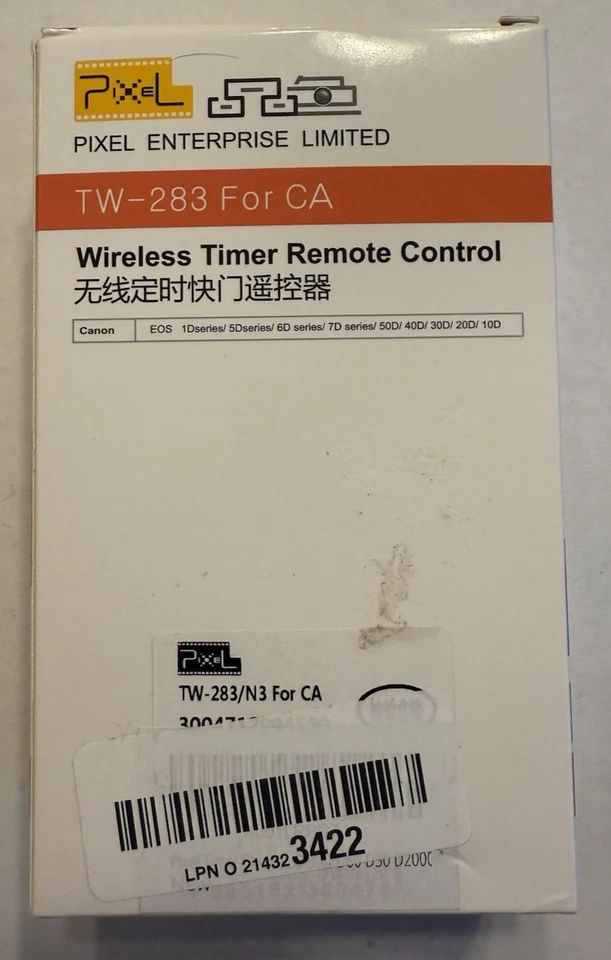 PIXEL
PIXEL ENTERPRISE LIMITED
TW-283 For CA
Wireless Timer Remote Control
无线定时快门遥控器
Canon EOS 1Dseries/ 5Dseries/ 6D series/ 7D series/ 50D/ 40D/ 30D/ 20D/ 10D
PIXEL
TW-283/N3 For CA
LPN O 21432 3422